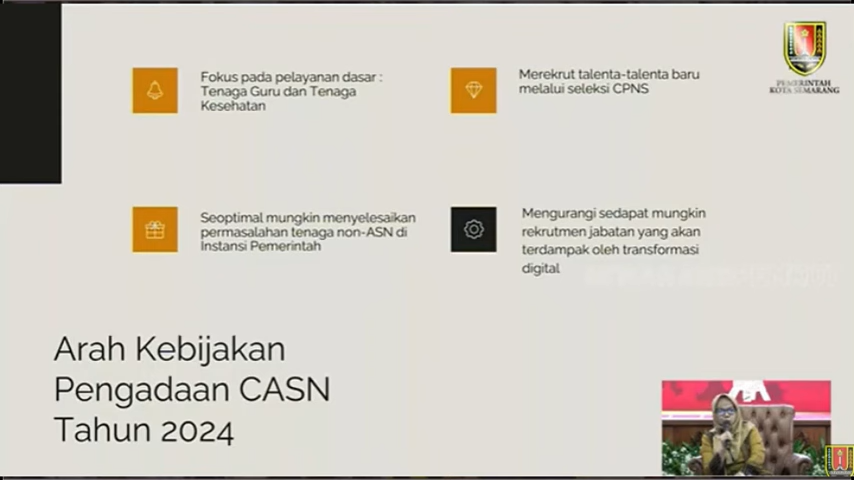 Fokus pada pelayanan dasar :
Tenaga Guru dan Tenaga
Kesehatan
Merekrut talenta-talenta baru
melalui seleksi CPNS
PEMERINTAH
KOTA SEMARANG
Seoptimal mungkin menyelesaikan
permasalahan tenaga non-ASN di
Instansi Pemerintah
Mengurangi sedapat mungkin
rekrutmen jabatan yang akan
terdampak oleh transformasi
digital
Arah Kebijakan
Pengadaan CASN
Tahun 2024